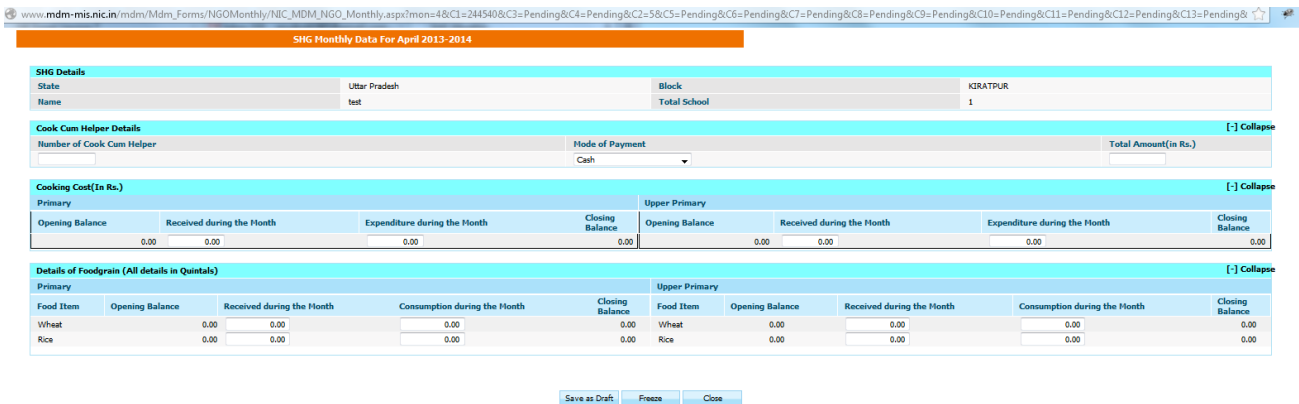 www.mdm-mis.nic.in/mdm/Mdm_Forms/NGOMonthly/NIC_MDM_NGO_Monthly.aspx?mon=4&C1=244540&C3=Pending&C4=Pending&C2=5&C5=Pending&C6=Pending&C7=Pending&C8=Pending&C9=Pending&C10=Pending&C11=Pending&C12=Pending&C13=Pending&
SHG Monthly Data For April 2013-2014
SHG Details
State Uttar Pradesh Block KIRATPUR
Name test Total School 1
Cook Cum Helper Details [-] Collapse
Number of Cook Cum Helper Mode of Payment Total Amount(in Rs.)
Cash
Cooking Cost(In Rs.) [-] Collapse
Primary Upper Primary
Opening Balance Received during the Month Expenditure during the Month Closing Balance Opening Balance Received during the Month Expenditure during the Month Closing Balance
0.00 0.00 0.00 0.00 0.00 0.00 0.00 0.00
Details of Foodgrain (All details in Quintals) [-] Collapse
Primary Upper Primary
Food Item Opening Balance Received during the Month Consumption during the Month Closing Balance Food Item Opening Balance Received during the Month Consumption during the Month Closing Balance
Wheat 0.00 0.00 0.00 0.00 Wheat 0.00 0.00 0.00 0.00
Rice 0.00 0.00 0.00 0.00 Rice 0.00 0.00 0.00 0.00
Save as Draft Freeze Close